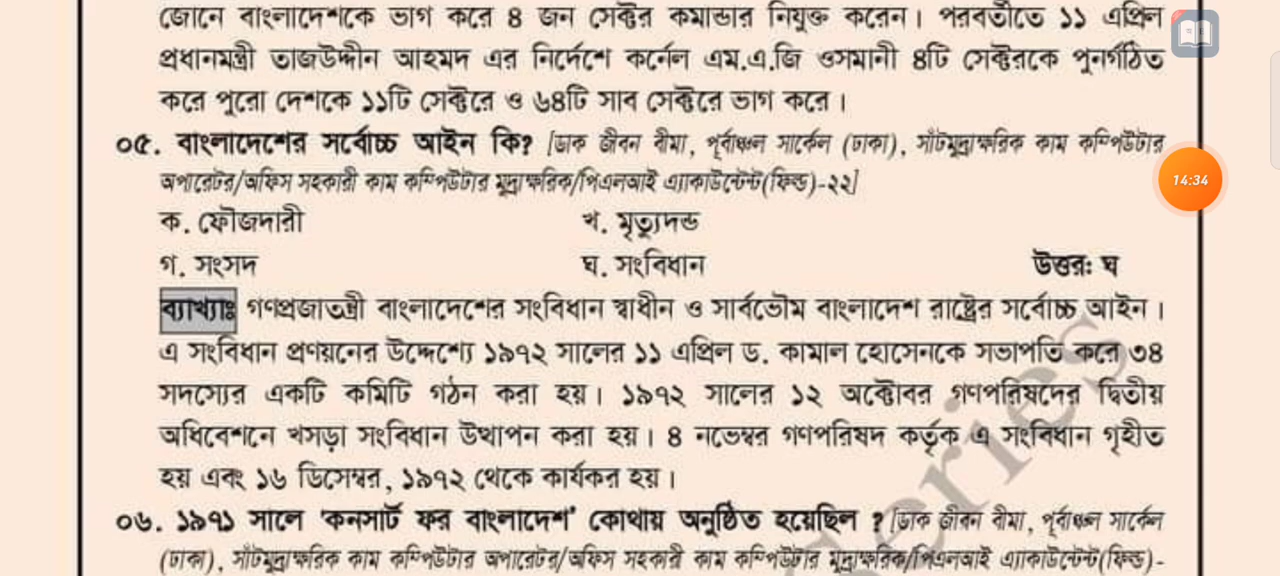 জোনে বাংলাদেশকে ভাগ করে ৪ জন সেক্টর কমান্ডার নিযুক্ত করেন। পরবর্তীতে ১১ এপ্রিল
প্রধানমন্ত্রী তাজউদ্দীন আহমদ এর নির্দেশে কর্নেল এম.এ.জি ওসমানী ৪টি সেক্টরকে পুনর্গঠিত
করে পুরো দেশকে ১১টি সেক্টরে ও ৬৪টি সাব সেক্টরে ভাগ করে।
০৫. বাংলাদেশের সর্বোচ্চ আইন কি? [ডাক জীবন বীমা, পূর্বাঞ্চল সার্কেল (ঢাকা), সাঁটমুদ্রাক্ষরিক কাম কম্পিউটার
অপারেটর/অফিস সহকারী কাম কম্পিউটার মুদ্রাক্ষরিক/পিএলআই এ্যাকাউন্টেন্ট(ফিল্ড)-২২]
ক. ফৌজদারী খ. মৃত্যুদন্ড
গ. সংসদ ঘ. সংবিধান উত্তরঃ ঘ
ব্যাখ্যাঃ গণপ্রজাতন্ত্রী বাংলাদেশের সংবিধান স্বাধীন ও সার্বভৌম বাংলাদেশ রাষ্ট্রের সর্বোচ্চ আইন।
এ সংবিধান প্রণয়নের উদ্দেশ্যে ১৯৭২ সালের ১১ এপ্রিল ড. কামাল হোসেনকে সভাপতি করে ৩৪
সদস্যের একটি কমিটি গঠন করা হয়। ১৯৭২ সালের ১২ অক্টোবর গণপরিষদের দ্বিতীয়
অধিবেশনে খসড়া সংবিধান উত্থাপন করা হয়। ৪ নভেম্বর গণপরিষদ কর্তৃক এ সংবিধান গৃহীত
হয় এবং ১৬ ডিসেম্বর, ১৯৭২ থেকে কার্যকর হয়।
০৬. ১৯৭১ সালে 'কনসার্ট ফর বাংলাদেশ' কোথায় অনুষ্ঠিত হয়েছিল ? [ডাক জীবন বীমা, পূর্বাঞ্চল সার্কেল
(ঢাকা), সাঁটমুদ্রাক্ষরিক কাম কম্পিউটার অপারেটর/অফিস সহকারী কাম কম্পিউটার মুদ্রাক্ষরিক/পিএলআই এ্যাকাউন্টেন্ট(ফিল্ড)-
14:34
Series